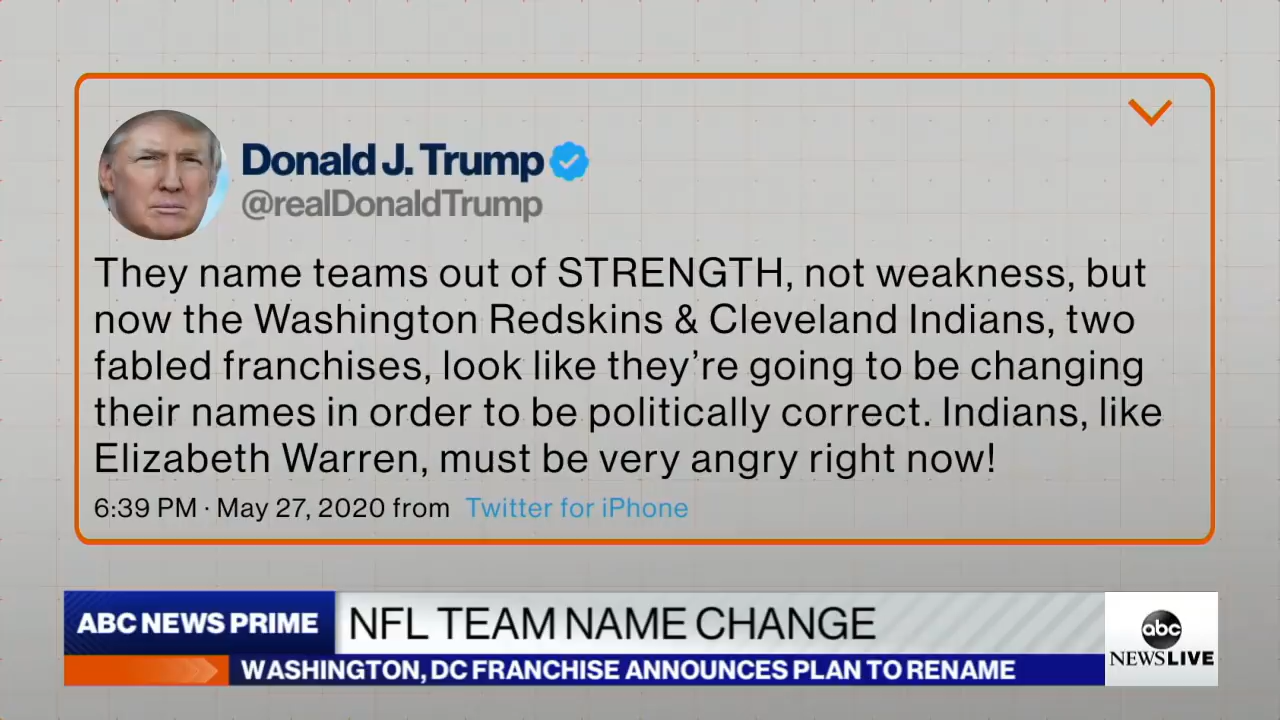 Donald J. Trump
@realDonaldTrump
They name teams out of STRENGTH, not weakness, but
now the Washington Redskins & Cleveland Indians, two
fabled franchises, look like they're going to be changing
their names in order to be politically correct. Indians, like
Elizabeth Warren, must be very angry right now!
6:39 PM · May 27, 2020 from Twitter for iPhone
ABC NEWS PRIME
NFL TEAM NAME CHANGE
WASHINGTON, DC FRANCHISE ANNOUNCES PLAN TO RENAME
abc
NEWS LIVE